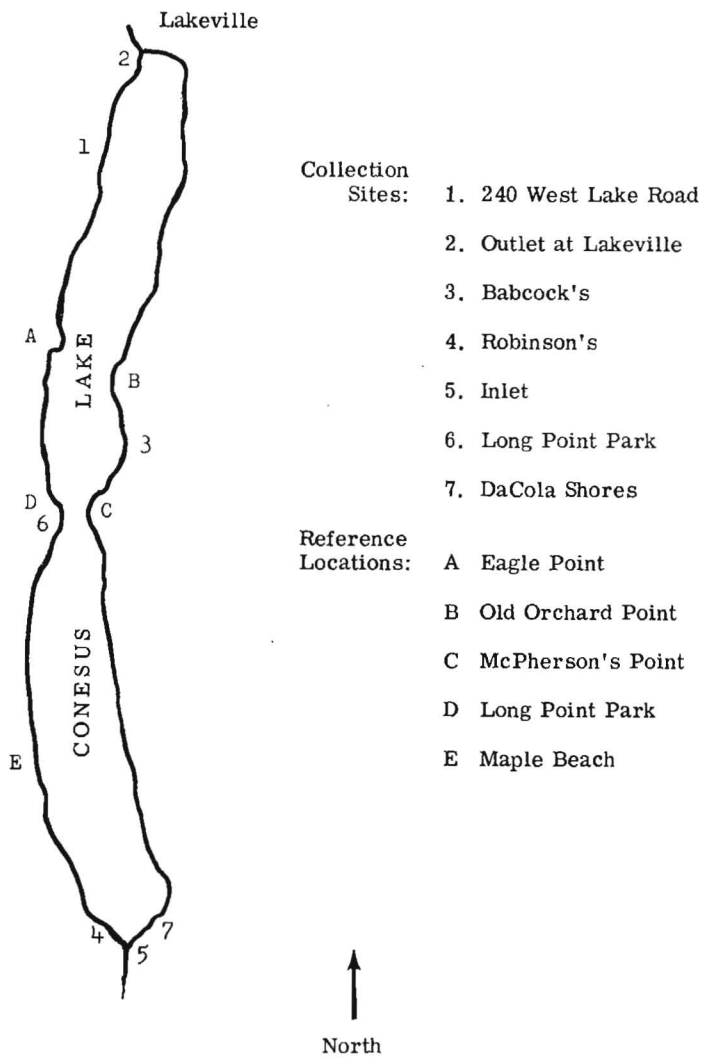 Lakeville
2
1
A
LAKE
B
3
D
6
C
CONESUS
E
4
5
7
Collection
Sites:
1. 240 West Lake Road
2. Outlet at Lakeville
3. Babcock's
4. Robinson's
5. Inlet
6. Long Point Park
7. DaCola Shores
Reference
Locations:
A Eagle Point
B Old Orchard Point
C McPherson's Point
D Long Point Park
E Maple Beach
North